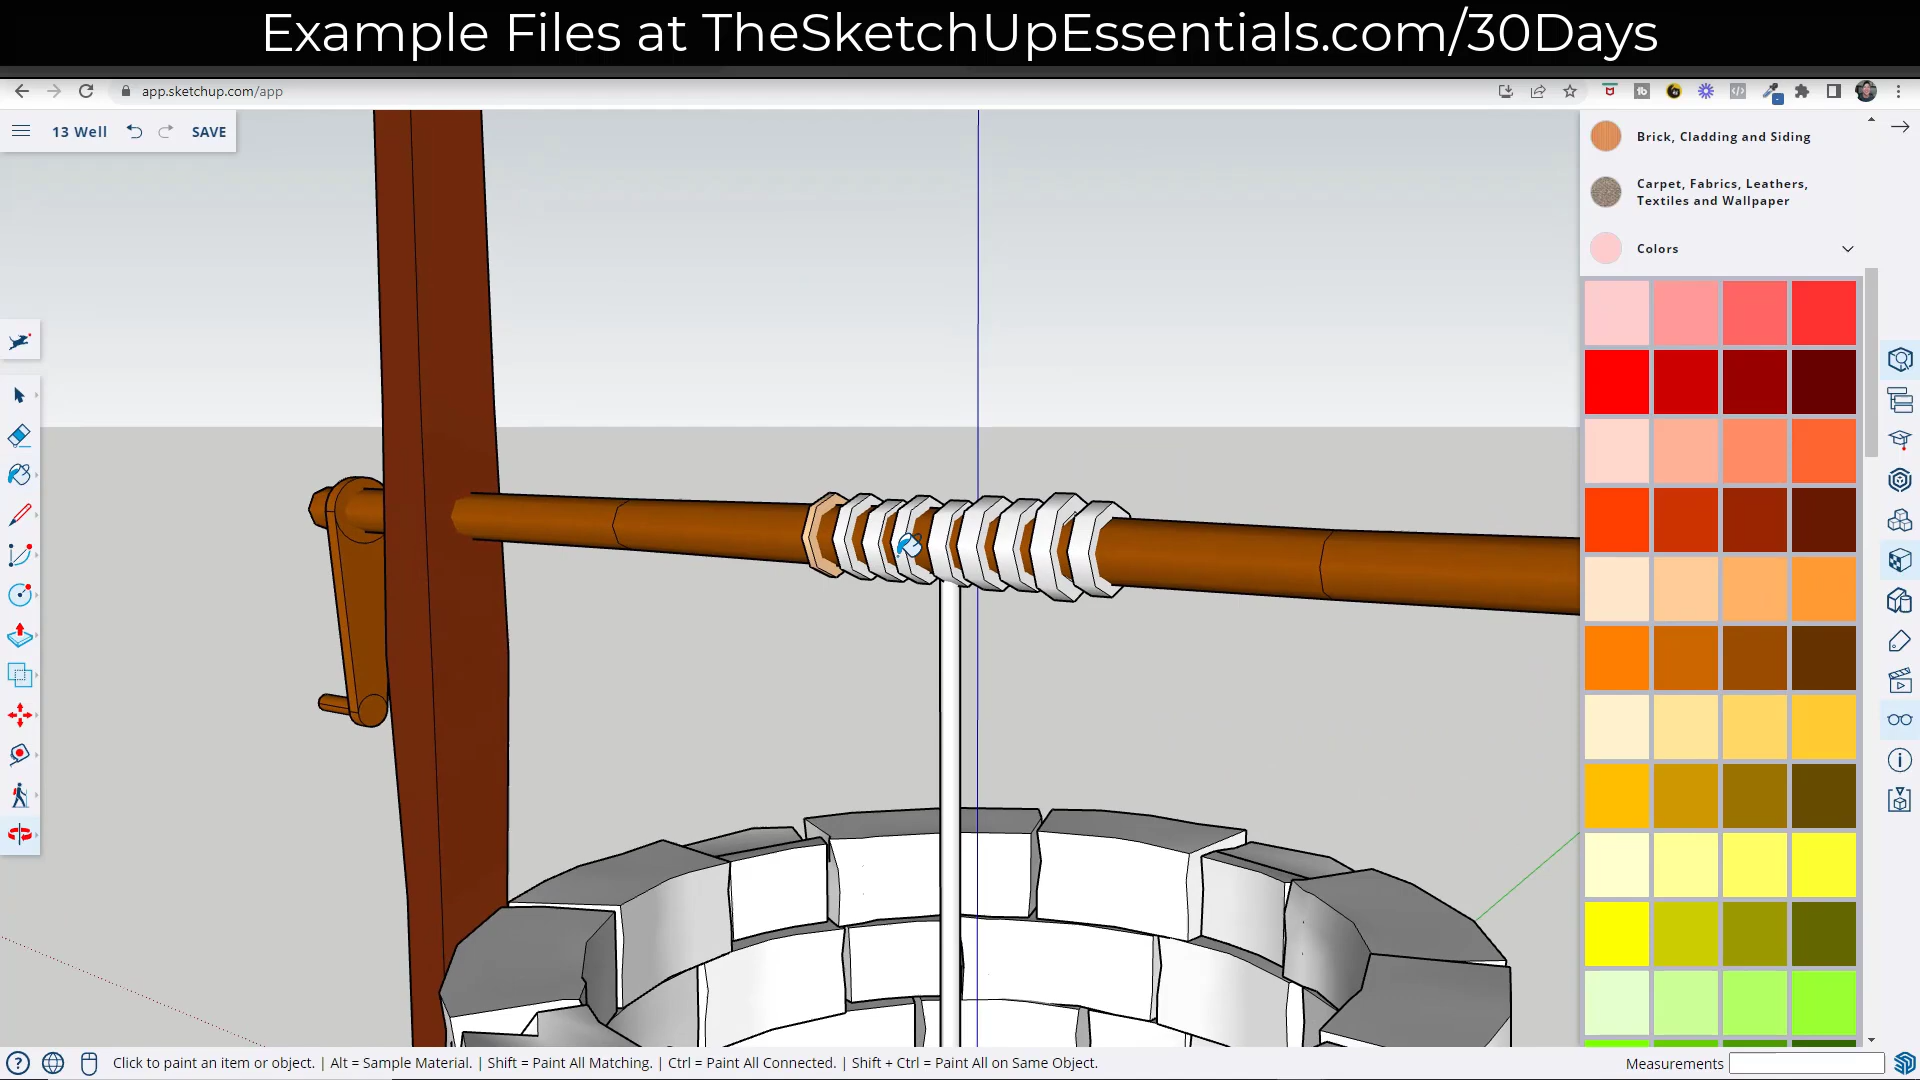 Example Files at TheSketchUpEssentials.com/30Days
app.sketchup.com/app
13 Well
SAVE
Brick, Cladding and Siding
Carpet, Fabrics, Leathers,
Textiles and Wallpaper
Colors
Click to paint an item or object. | Alt = Sample Material. | Shift = Paint All Matching. | Ctrl = Paint All Connected. | Shift + Ctrl = Paint All on Same Object.
Measurements